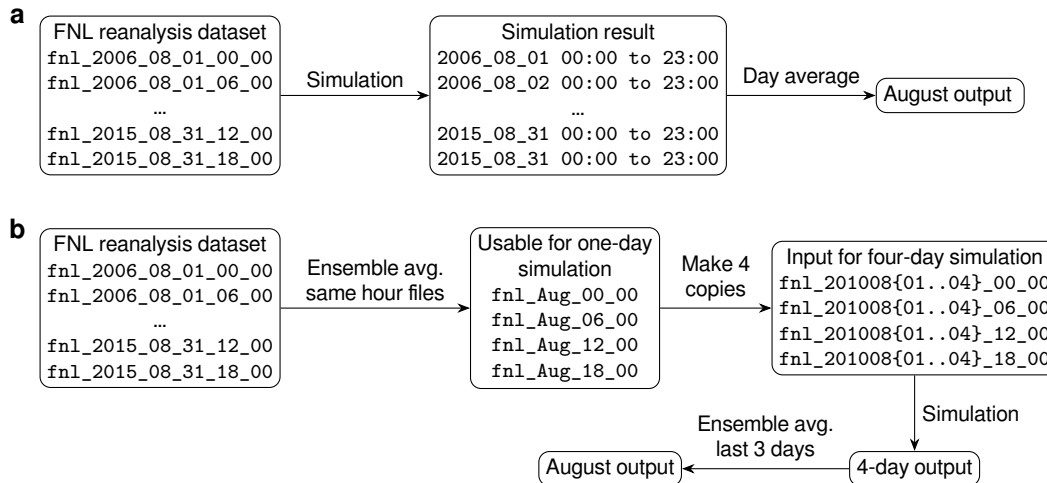 a
FNL reanalysis dataset
fnl_2006_08_01_00_00
fnl_2006_08_01_06_00
...
fnl_2015_08_31_12_00
fnl_2015_08_31_18_00
Simulation
Simulation result
2006_08_01 00:00 to 23:00
2006_08_02 00:00 to 23:00
...
2015_08_31 00:00 to 23:00
2015_08_31 00:00 to 23:00
Day average
August output
b
FNL reanalysis dataset
fnl_2006_08_01_00_00
fnl_2006_08_01_06_00
...
fnl_2015_08_31_12_00
fnl_2015_08_31_18_00
Ensemble avg.
same hour files
Usable for one-day
simulation
fnl_Aug_00_00
fnl_Aug_06_00
fnl_Aug_12_00
fnl_Aug_18_00
Make 4
copies
Input for four-day simulation
fnl_201008{01..04}_00_00
fnl_201008{01..04}_06_00
fnl_201008{01..04}_12_00
fnl_201008{01..04}_18_00
Simulation
4-day output
Ensemble avg.
last 3 days
August output